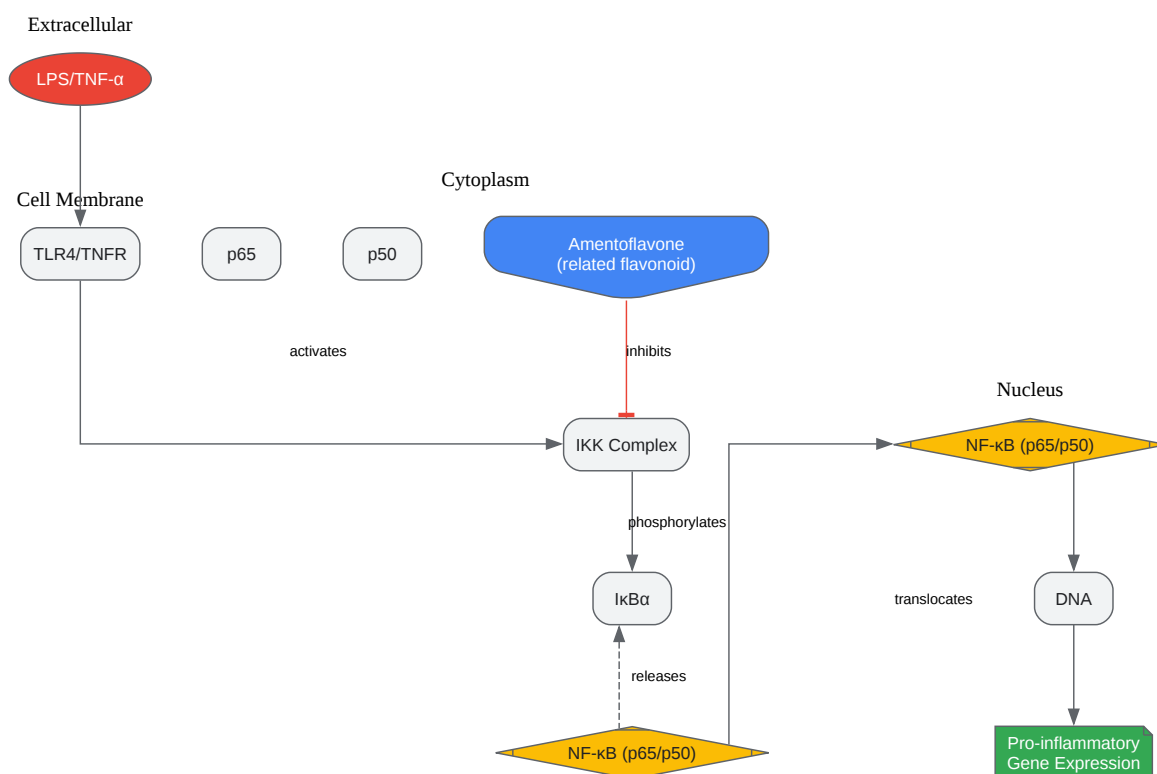 Extracellular
LPS/TNF-α
Cytoplasm
Cell Membrane
TLR4/TNFR
p65
p50
Amentoflavone
(related flavonoid)
activates
inhibits
Nucleus
IKK Complex
NF-κB (p65/p50)
phosphorylates
IκBα
translocates
DNA
releases
NF-κB (p65/p50)
Pro-inflammatory
Gene Expression